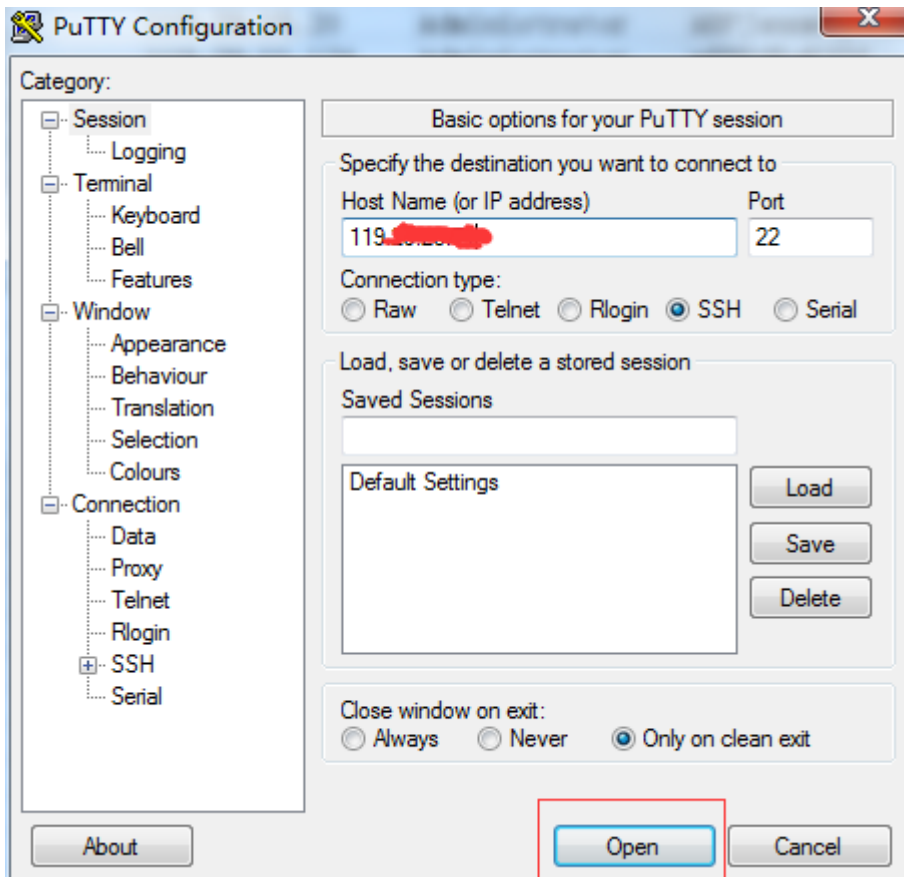 PuTTY Configuration
Category:
Session
Logging
Terminal
Keyboard
Bell
Features
Window
Appearance
Behaviour
Translation
Selection
Colours
Connection
Data
Proxy
Telnet
Rlogin
SSH
Serial
Basic options for your PuTTY session
Specify the destination you want to connect to
Host Name (or IP address) Port
119. 22
Connection type:
Raw Telnet Rlogin SSH Serial
Load, save or delete a stored session
Saved Sessions
Default Settings
Load
Save
Delete
Close window on exit:
Always Never Only on clean exit
About Open Cancel